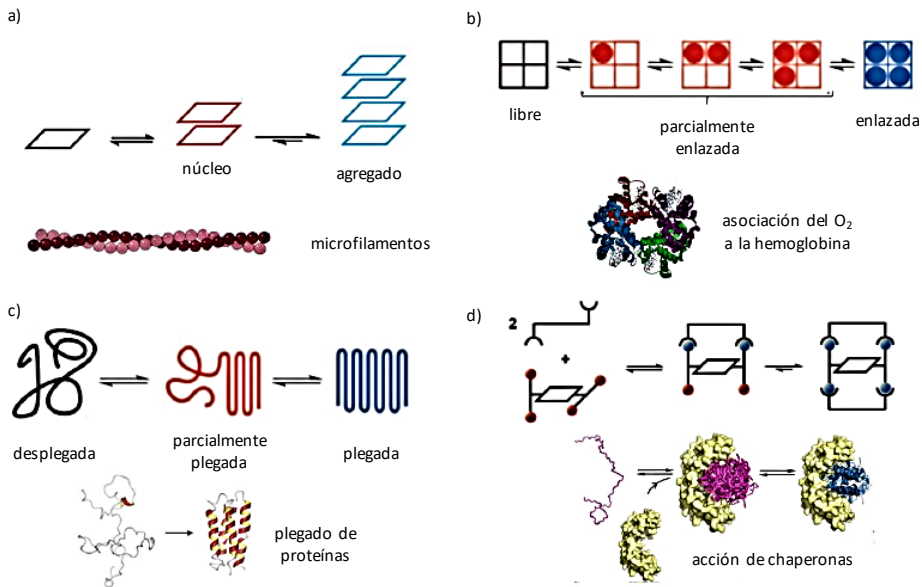 a)
núcleo
agregado
microfilamentos
b)
libre
parcialmente
enlazada
enlazada
asociación del O₂
a la hemoglobina
c)
desplegada
parcialmente
plegada
plegada
plegado de
proteínas
d)
2
+
acción de chaperonas